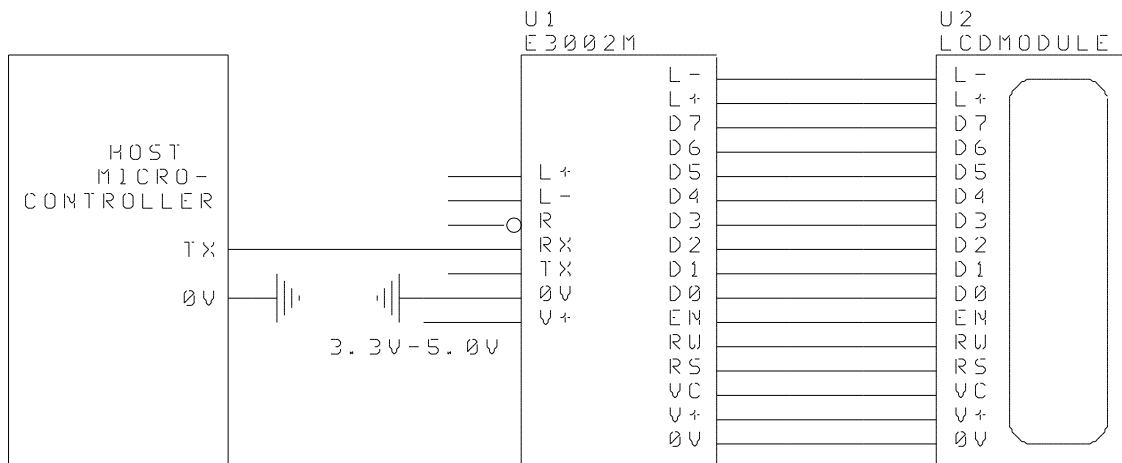 U1
E3002M
U2
LCDMODULE
HOST
MICRO-
CONTROLLER
TX
0V
L+
L-
R
RX
TX
0V
V+
3.3V-5.0V
L-
L+
D7
D6
D5
D4
D3
D2
D1
D0
EN
RW
RS
VC
V+
0V
L-
L+
D7
D6
D5
D4
D3
D2
D1
D0
EN
RW
RS
VC
V+
0V